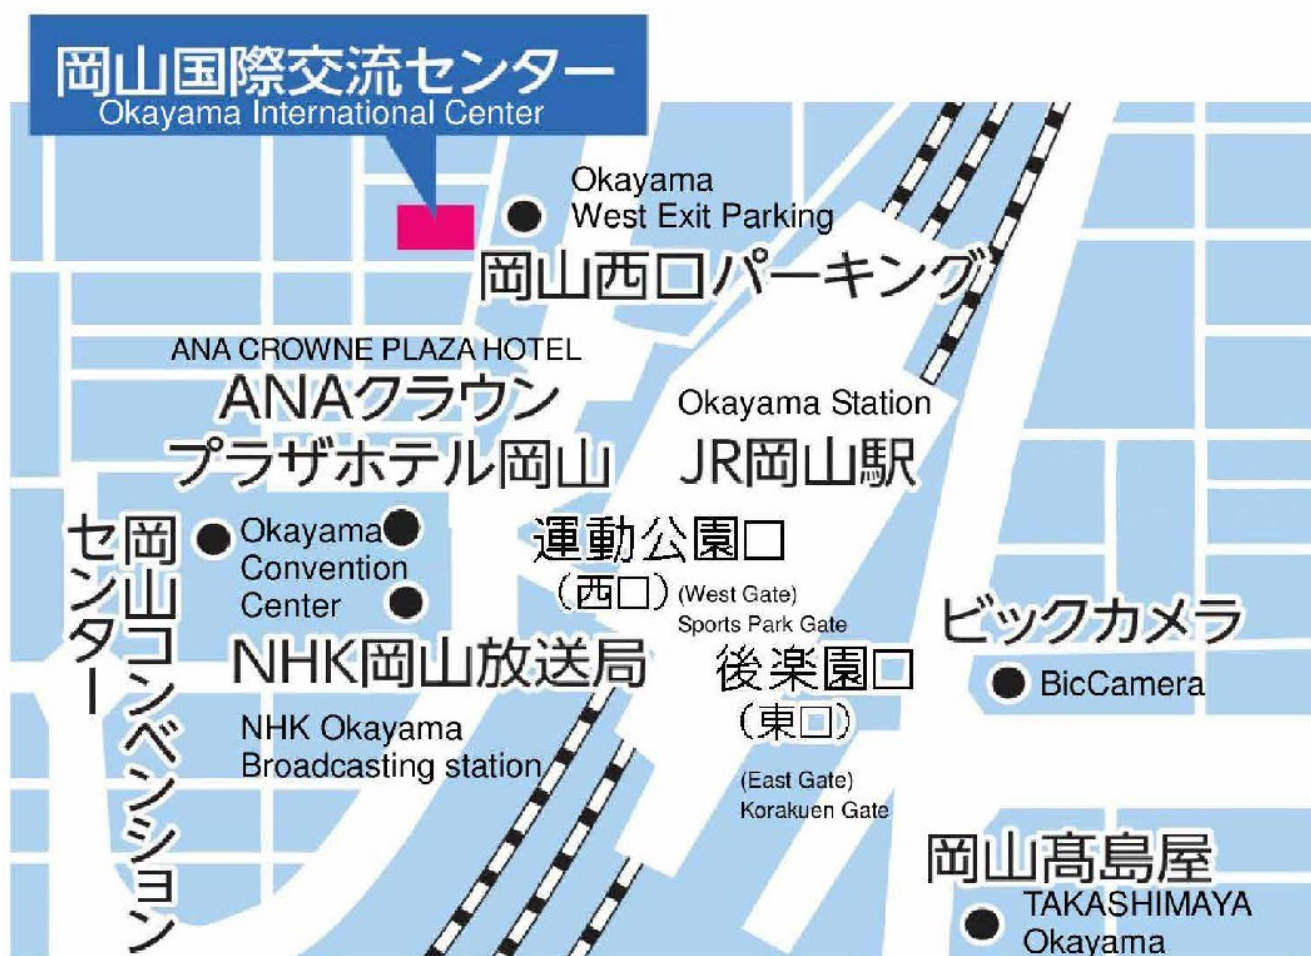 岡山国際交流センター
Okayama International Center
Okayama
West Exit Parking
岡山西口パーキング
ANA CROWNE PLAZA HOTEL
ANAクラウン
プラザホテル岡山
Okayama Station
JR岡山駅
岡山コンベンション
センター
Okayama
Convention
Center
運動公園口
（西口）
(West Gate)
Sports Park Gate
NHK岡山放送局
NHK Okayama
Broadcasting station
後楽園口
（東口）
(East Gate)
Korakuen Gate
ビックカメラ
BicCamera
岡山髙島屋
TAKASHIMAYA
Okayama